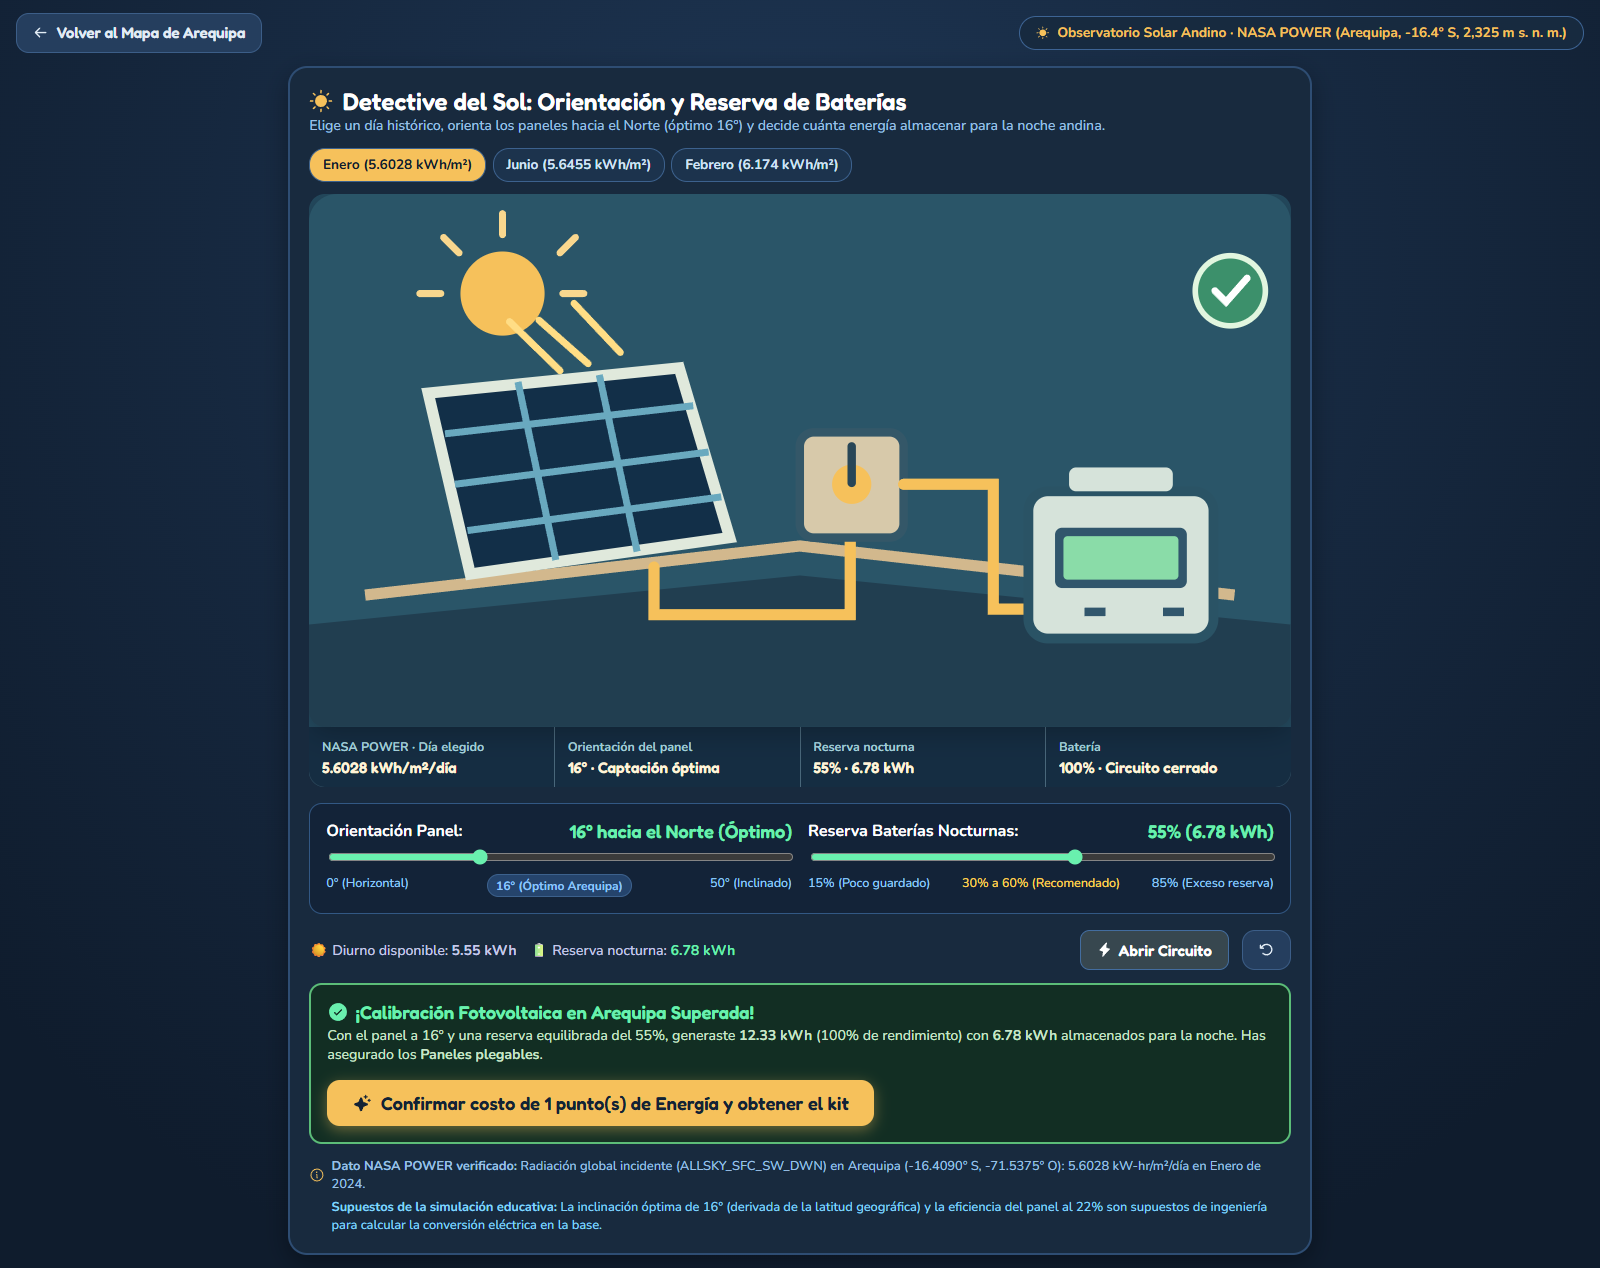 Volver al Mapa de Arequipa
Observatorio Solar Andino · NASA POWER (Arequipa, -16.4° S, 2,325 m s. n. m.)
Detective del Sol: Orientación y Reserva de Baterías
Elige un día histórico, orienta los paneles hacia el Norte (óptimo 16°) y decide cuánta energía almacenar para la noche andina.
Enero (5.6028 kWh/m²)
Junio (5.6455 kWh/m²)
Febrero (6.174 kWh/m²)
NASA POWER · Día elegido
5.6028 kWh/m²/día
Orientación del panel
16° · Captación óptima
Reserva nocturna
55% · 6.78 kWh
Batería
100% · Circuito cerrado
Orientación Panel:
16° hacia el Norte (Óptimo)
0° (Horizontal)
16° (Óptimo Arequipa)
50° (Inclinado)
Reserva Baterías Nocturnas:
55% (6.78 kWh)
15% (Poco guardado)
30% a 60% (Recomendado)
85% (Exceso reserva)
Diurno disponible: 5.55 kWh
Reserva nocturna: 6.78 kWh
Abrir Circuito
¡Calibración Fotovoltaica en Arequipa Superada!
Con el panel a 16° y una reserva equilibrada del 55%, generaste 12.33 kWh (100% de rendimiento) con 6.78 kWh almacenados para la noche. Has
asegurado los Paneles plegables.
Confirmar costo de 1 punto(s) de Energía y obtener el kit
Dato NASA POWER verificado: Radiación global incidente (ALLSKY_SFC_SW_DWN) en Arequipa (-16.4090° S, -71.5375° O): 5.6028 kW-hr/m²/día en Enero de
2024.
Supuestos de la simulación educativa: La inclinación óptima de 16° (derivada de la latitud geográfica) y la eficiencia del panel al 22% son supuestos de ingeniería
para calcular la conversión eléctrica en la base.